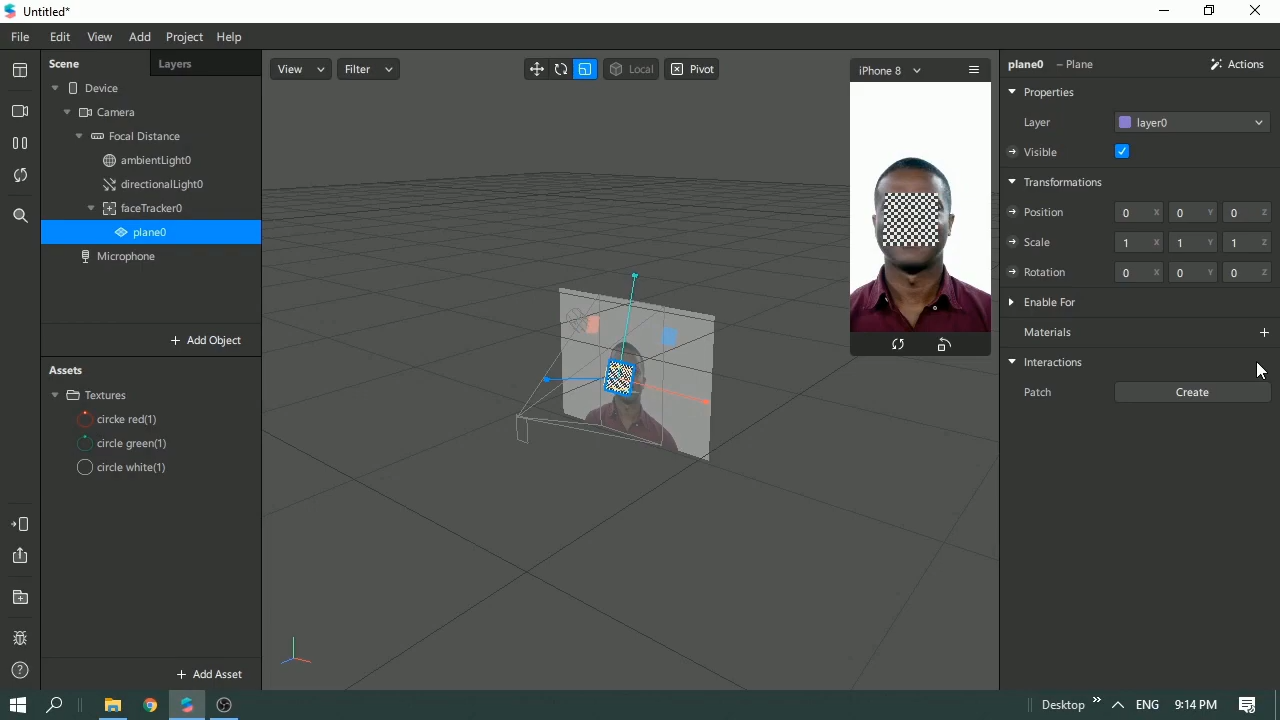 Untitled*
File Edit View Add Project Help
Scene Layers
Device
Camera
Focal Distance
ambientLight0
directionalLight0
faceTracker0
plane0
Microphone
+ Add Object
Assets
Textures
circke red(1)
circle green(1)
circle white(1)
+ Add Asset
View Filter Local Pivot
iPhone 8
plane0 – Plane Actions
Properties
Layer layer0
Visible
Transformations
Position 0 X 0 Y 0 Z
Scale 1 X 1 Y 1 Z
Rotation 0 X 0 Y 0 Z
Enable For
Materials +
Interactions
Patch Create
Desktop ENG 9:14 PM